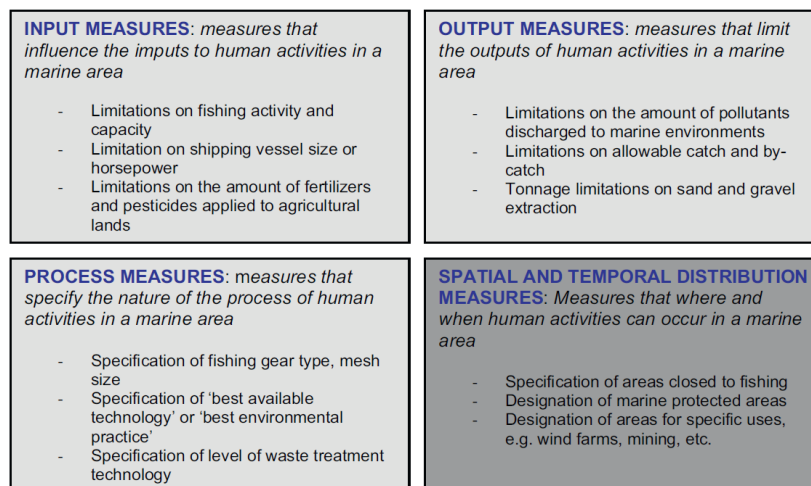 INPUT MEASURES: measures that
influence the imputs to human activities in a
marine area
- Limitations on fishing activity and
capacity
- Limitation on shipping vessel size or
horsepower
- Limitations on the amount of fertilizers
and pesticides applied to agricultural
lands
OUTPUT MEASURES: measures that limit
the outputs of human activities in a marine
area
- Limitations on the amount of pollutants
discharged to marine environments
- Limitations on allowable catch and by-
catch
- Tonnage limitations on sand and gravel
extraction
PROCESS MEASURES: measures that
specify the nature of the process of human
activities in a marine area
- Specification of fishing gear type, mesh
size
- Specification of ‘best available
technology’ or ‘best environmental
practice’
- Specification of level of waste treatment
technology
SPATIAL AND TEMPORAL DISTRIBUTION
MEASURES: Measures that where and
when human activities can occur in a marine
area
- Specification of areas closed to fishing
- Designation of marine protected areas
- Designation of areas for specific uses,
e.g. wind farms, mining, etc.